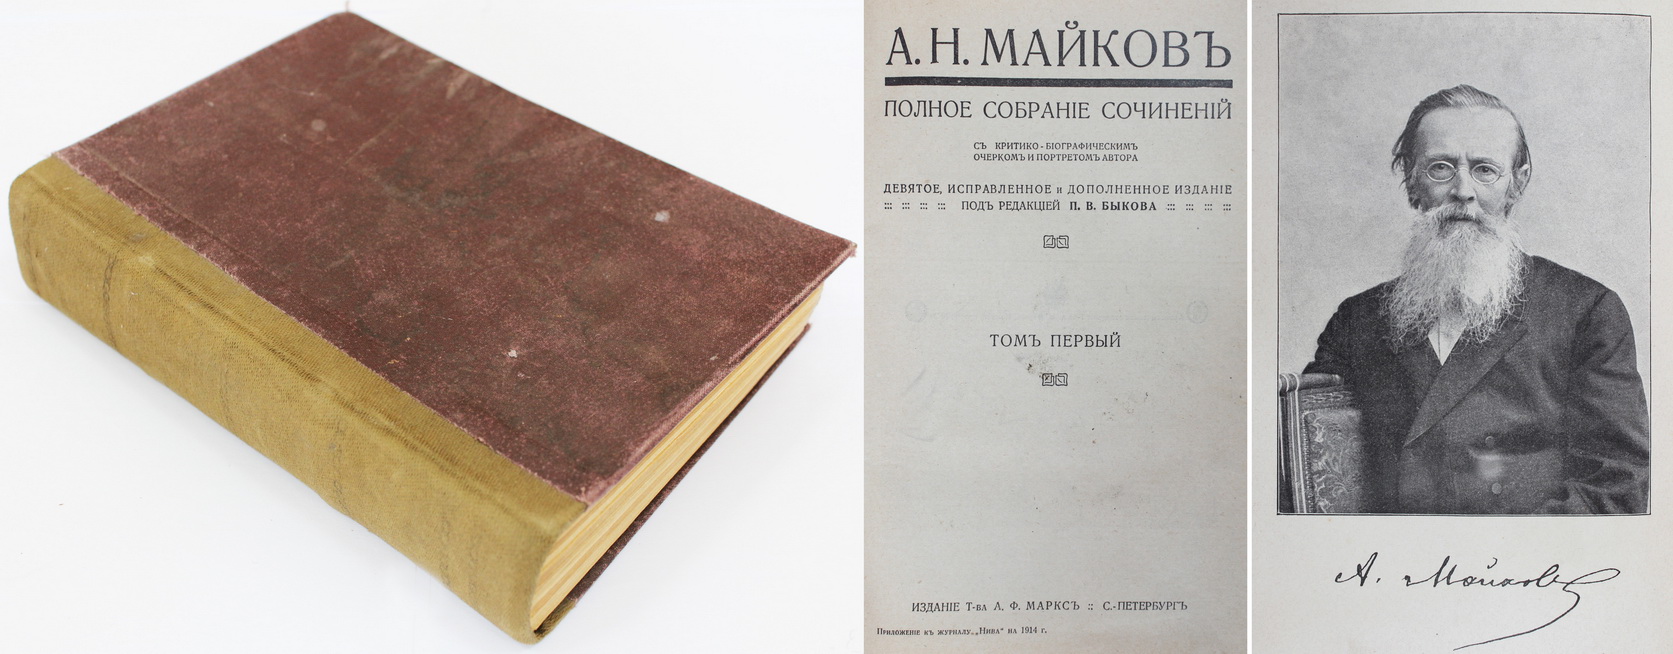 А. Н. МАЙКОВЪ
ПОЛНОЕ СОБРАНІЕ СОЧИНЕНІЙ
СЪ КРИТИКО-БІОГРАФИЧЕСКИМЪ
ОЧЕРКОМЪ И ПОРТРЕТОМЪ АВТОРА
ДЕВЯТОЕ, ИСПРАВЛЕННОЕ и ДОПОЛНЕННОЕ ИЗДАНІЕ
:: :: :: :: ПОДЪ РЕДАКЦІЕЙ П. В. БЫКОВА :: :: :: ::
ТОМЪ ПЕРВЫЙ
ИЗДАНІЕ Т-ва А. Ф. МАРКСЪ :: С.-ПЕТЕРБУРГЪ
Приложеніе къ журналу „Нива“ на 1914 г.
А. Майковъ